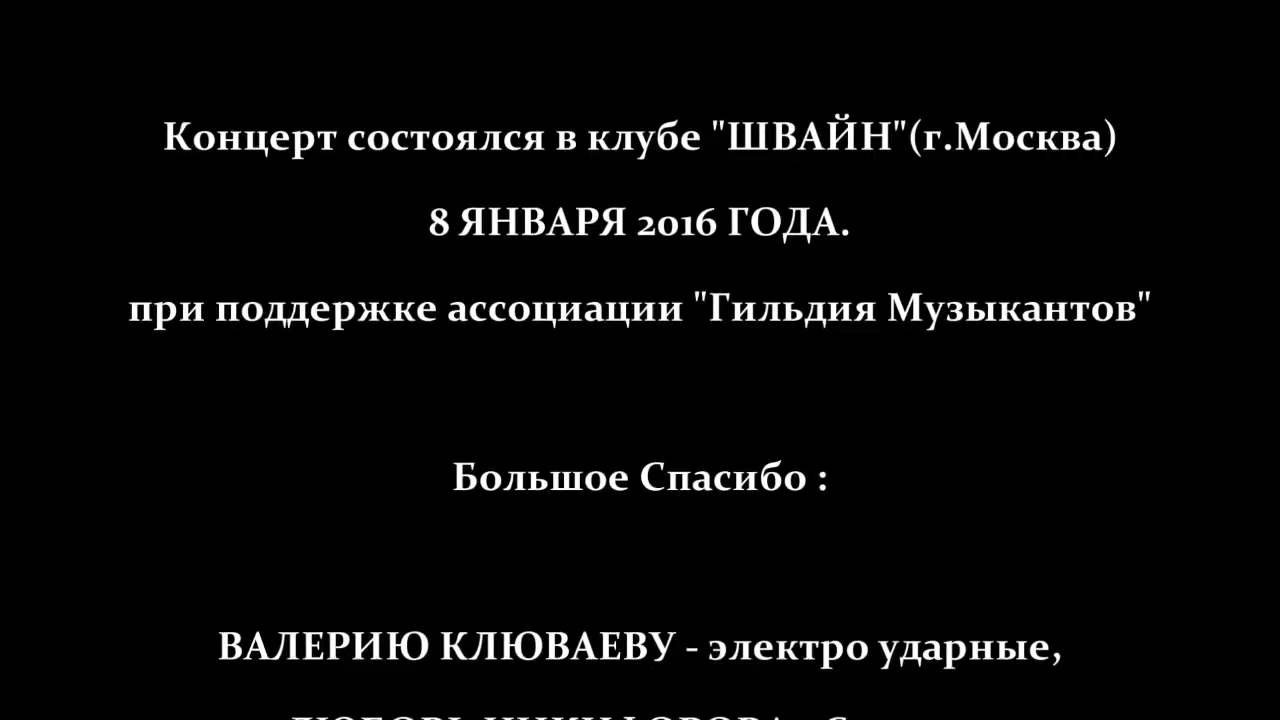 Концерт состоялся в клубе "ШВАЙН"(г.Москва)
8 ЯНВАРЯ 2016 ГОДА.
при поддержке ассоциации "Гильдия Музыкантов"
Большое Спасибо :
ВАЛЕРИЮ КЛЮВАЕВУ - электро ударные,